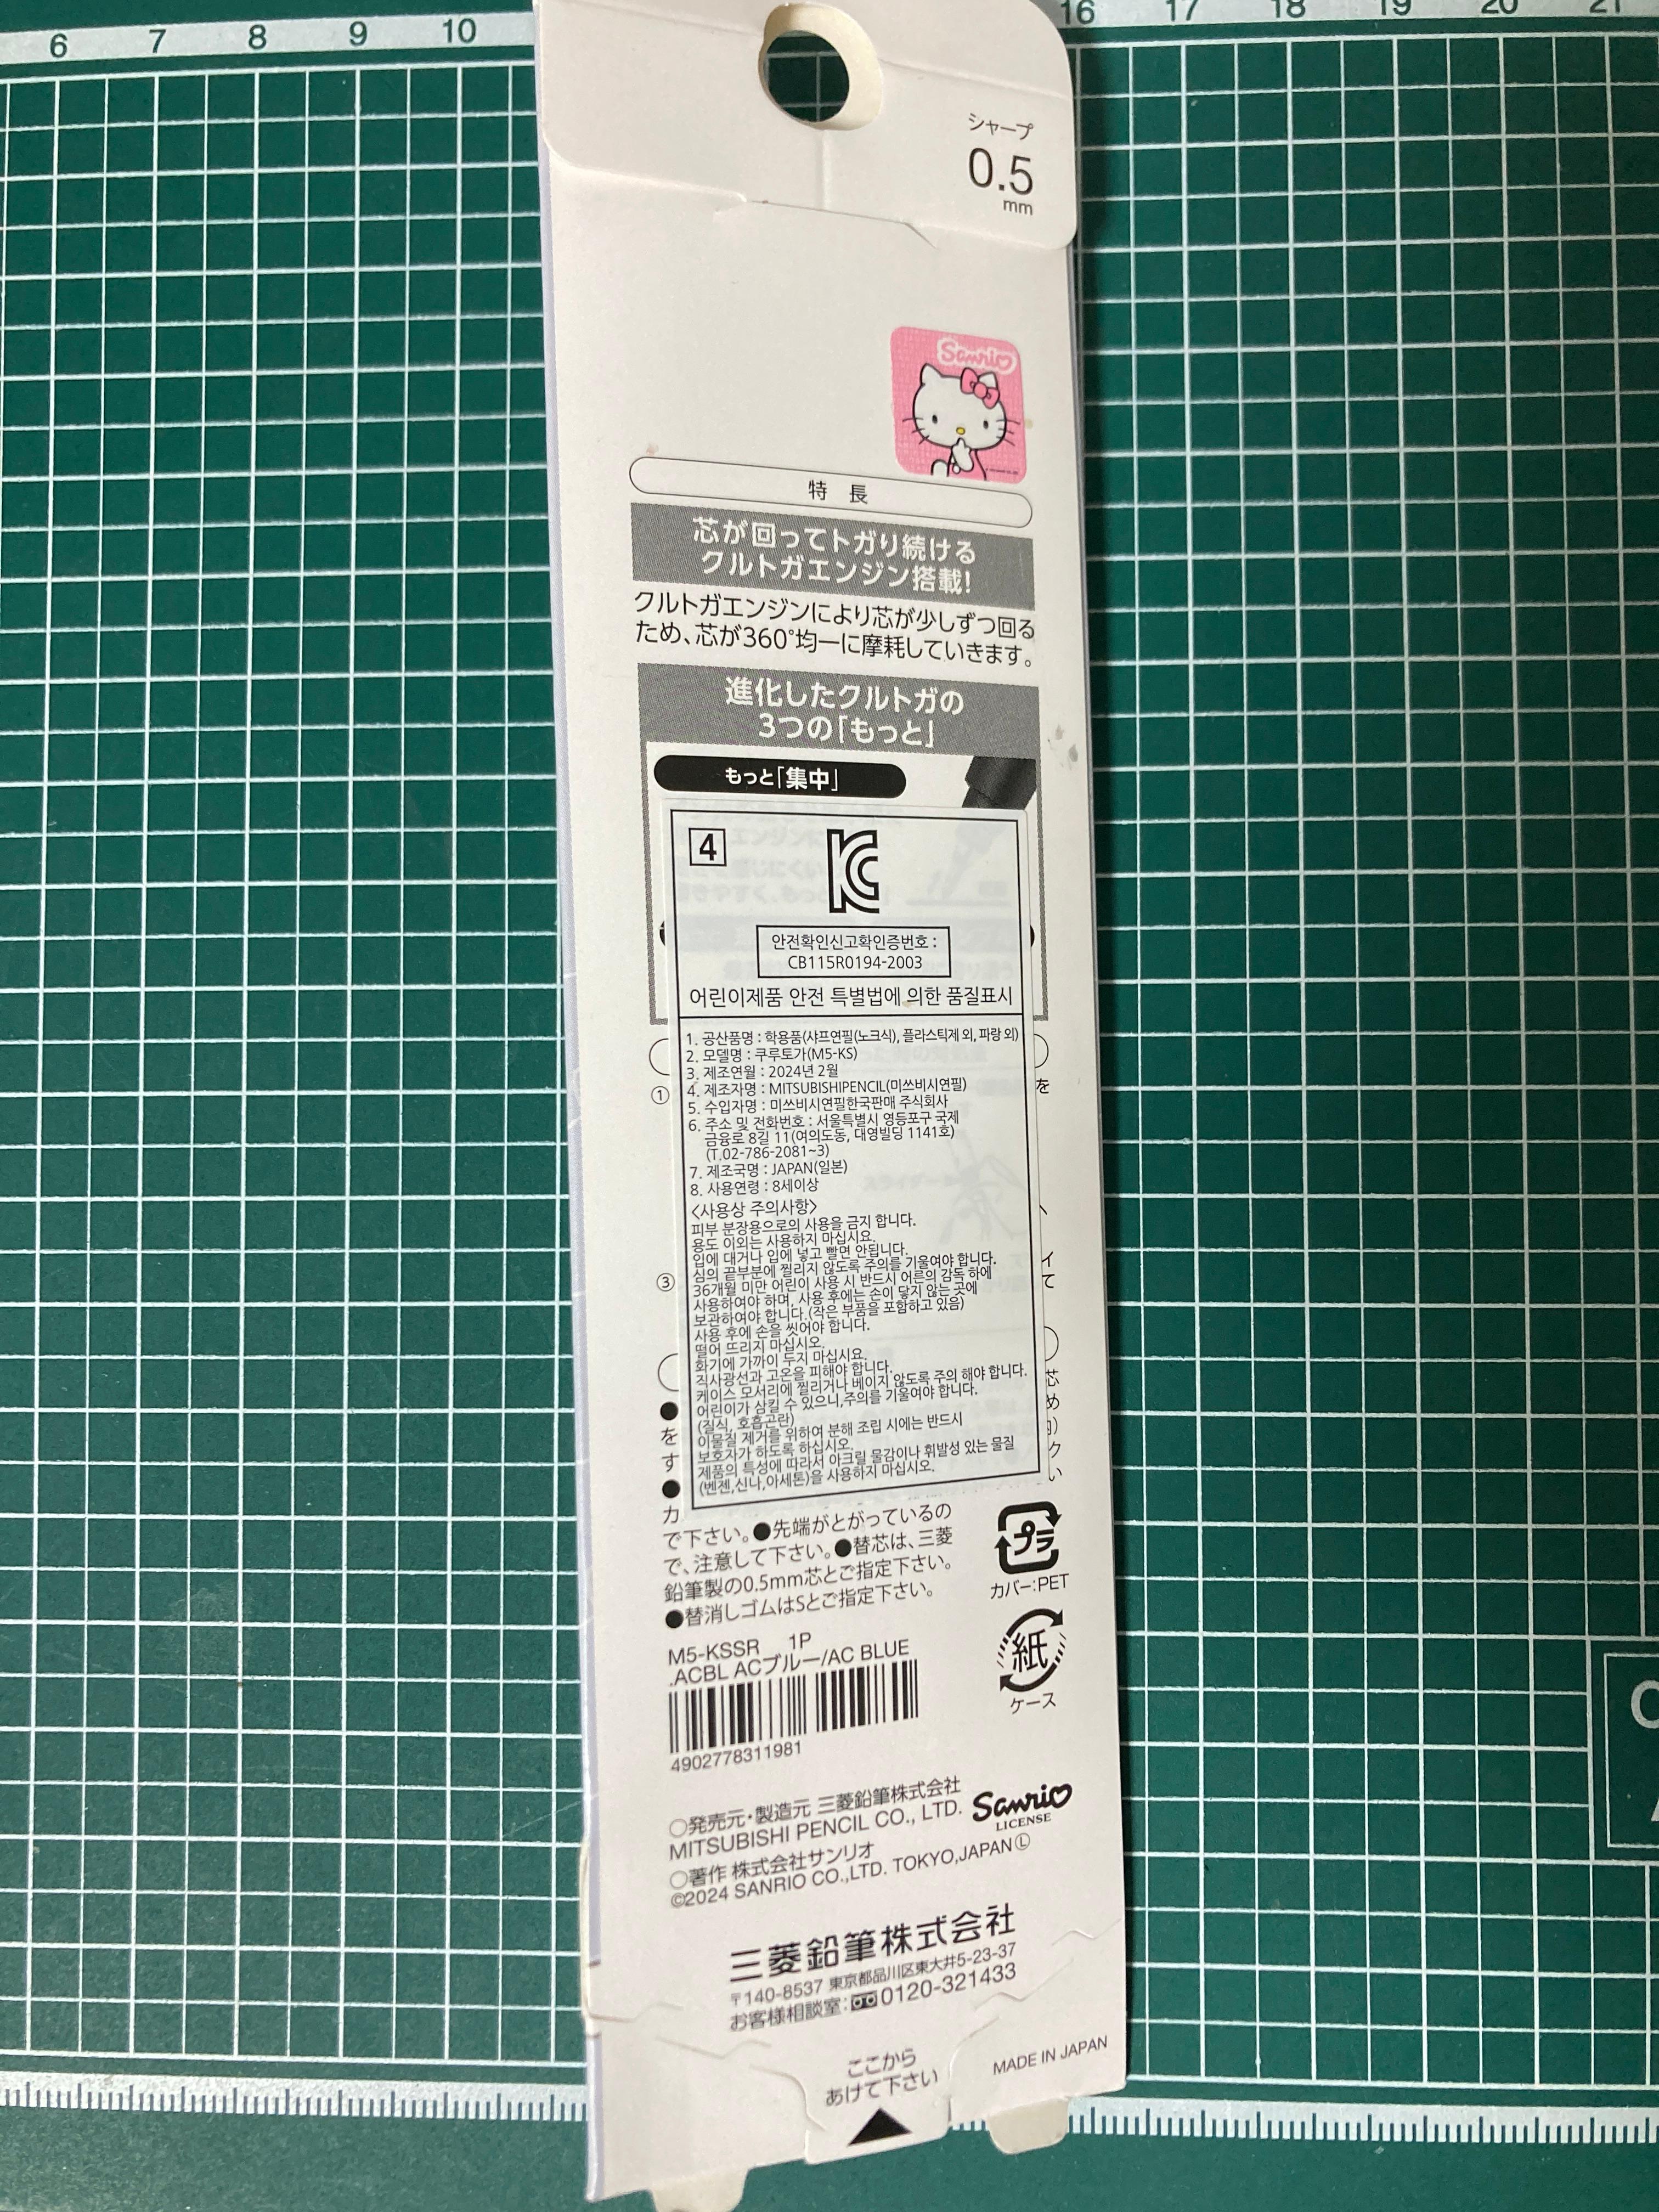 6 7 8 9 10 16 17 18 19 20 21
シャープ
0.5
mm
Sanrio
特 長
芯が回ってトガり続ける
クルトガエンジン搭載!
クルトガエンジンにより芯が少しずつ回る
ため、芯が360°均一に摩耗していきます。
進化したクルトガの
3つの「もっと」
もっと「集中」
4
KC
안전확인신고확인증번호 :
CB115R0194-2003
어린이제품 안전 특별법에 의한 품질표시
1. 공산품명 : 학용품(샤프연필(노크식), 플라스틱제 외, 파랑 외)
2. 모델명 : 쿠루토가(M5-KS)
3. 제조연월 : 2024년 2월
4. 제조자명 : MITSUBISHIPENCIL(미쓰비시연필)
5. 수입자명 : 미쓰비시연필한국판매 주식회사
6. 주소 및 전화번호 : 서울특별시 영등포구 국제
금융로 8길 11(여의도동, 대영빌딩 1141호)
(T.02-786-2081~3)
7. 제조국명 : JAPAN(일본)
8. 사용연령 : 8세이상
<사용상 주의사항>
피부 분장용으로의 사용을 금지 합니다.
용도 이외는 사용하지 마십시요.
입에 대거나 입에 넣고 빨면 안됩니다.
심의 끝부분에 찔리지 않도록 주의를 기울여야 합니다.
36개월 미만 어린이 사용 시 반드시 어른의 감독 하에
사용하여야 하며, 사용 후에는 손이 닿지 않는 곳에
보관하여야 합니다.(작은 부품을 포함하고 있음)
사용 후에 손을 씻어야 합니다.
떨어 뜨리지 마십시오.
화기에 가까이 두지 마십시요.
직사광선과 고온을 피해야 합니다.
케이스 모서리에 찔리거나 베이지 않도록 주의 해야 합니다.
어린이가 삼킬 수 있으니,주의를 기울여야 합니다.
(질식, 호흡곤란)
이물질 제거를 위하여 분해 조립 시에는 반드시
보호자가 하도록 하십시오.
제품의 특성에 따라서 아크릴 물감이나 휘발성 있는 물질
(벤젠,신나,아세톤)을 사용하지 마십시오.
① を
③
で下さい。●先端がとがっているの
で、注意して下さい。●替芯は、三菱
鉛筆製の0.5mm芯とご指定下さい。
●替消しゴムはSとご指定下さい。
プラ
カバー:PET
紙
ケース
M5-KSSR 1P
.ACBL ACブルー/AC BLUE
4902778311981
○発売元・製造元 三菱鉛筆株式会社
MITSUBISHI PENCIL CO., LTD.
○著作 株式会社サンリオ
©2024 SANRIO CO.,LTD. TOKYO,JAPAN Ⓛ
Sanrio
LICENSE
三菱鉛筆株式会社
〒140-8537 東京都品川区東大井5-23-37
お客様相談室:0120-321433
ここから
あけて下さい
MADE IN JAPAN